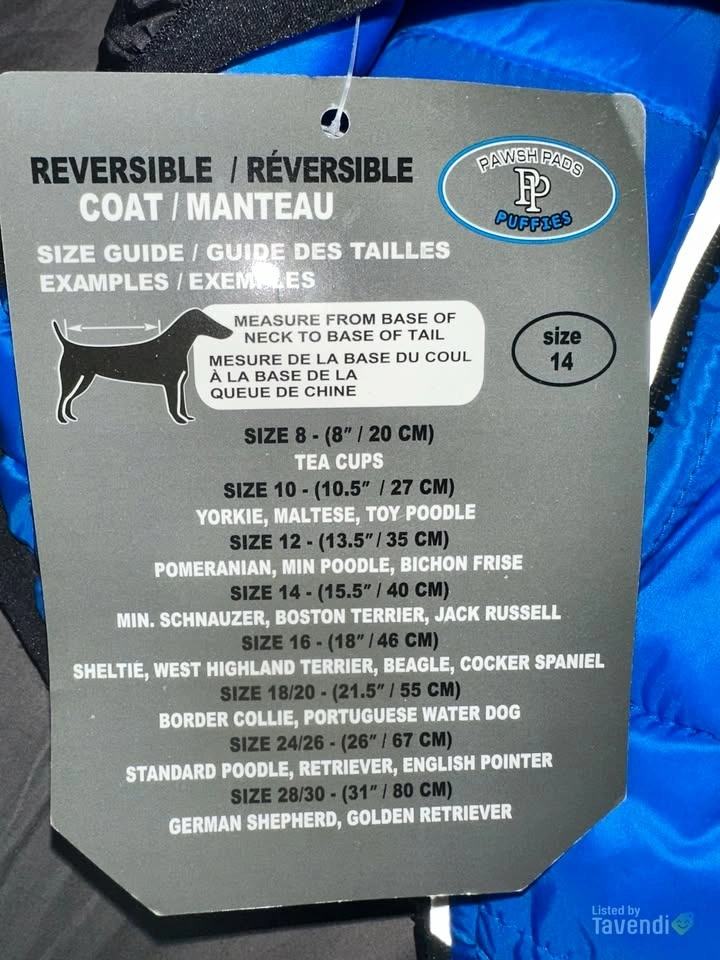 REVERSIBLE / RÉVERSIBLE
COAT / MANTEAU
PAWSH PADS
PP
PUFFIES
SIZE GUIDE / GUIDE DES TAILLES
EXAMPLES / EXEMPLES
MEASURE FROM BASE OF
NECK TO BASE OF TAIL
MESURE DE LA BASE DU COUL
À LA BASE DE LA
QUEUE DE CHINE
size
14
SIZE 8 - (8" / 20 CM)
TEA CUPS
SIZE 10 - (10.5" / 27 CM)
YORKIE, MALTESE, TOY POODLE
SIZE 12 - (13.5" / 35 CM)
POMERANIAN, MIN POODLE, BICHON FRISE
SIZE 14 - (15.5" / 40 CM)
MIN. SCHNAUZER, BOSTON TERRIER, JACK RUSSELL
SIZE 16 - (18" / 46 CM)
SHELTIE, WEST HIGHLAND TERRIER, BEAGLE, COCKER SPANIEL
SIZE 18/20 - (21.5" / 55 CM)
BORDER COLLIE, PORTUGUESE WATER DOG
SIZE 24/26 - (26" / 67 CM)
STANDARD POODLE, RETRIEVER, ENGLISH POINTER
SIZE 28/30 - (31" / 80 CM)
GERMAN SHEPHERD, GOLDEN RETRIEVER
Listed by
Tavendi